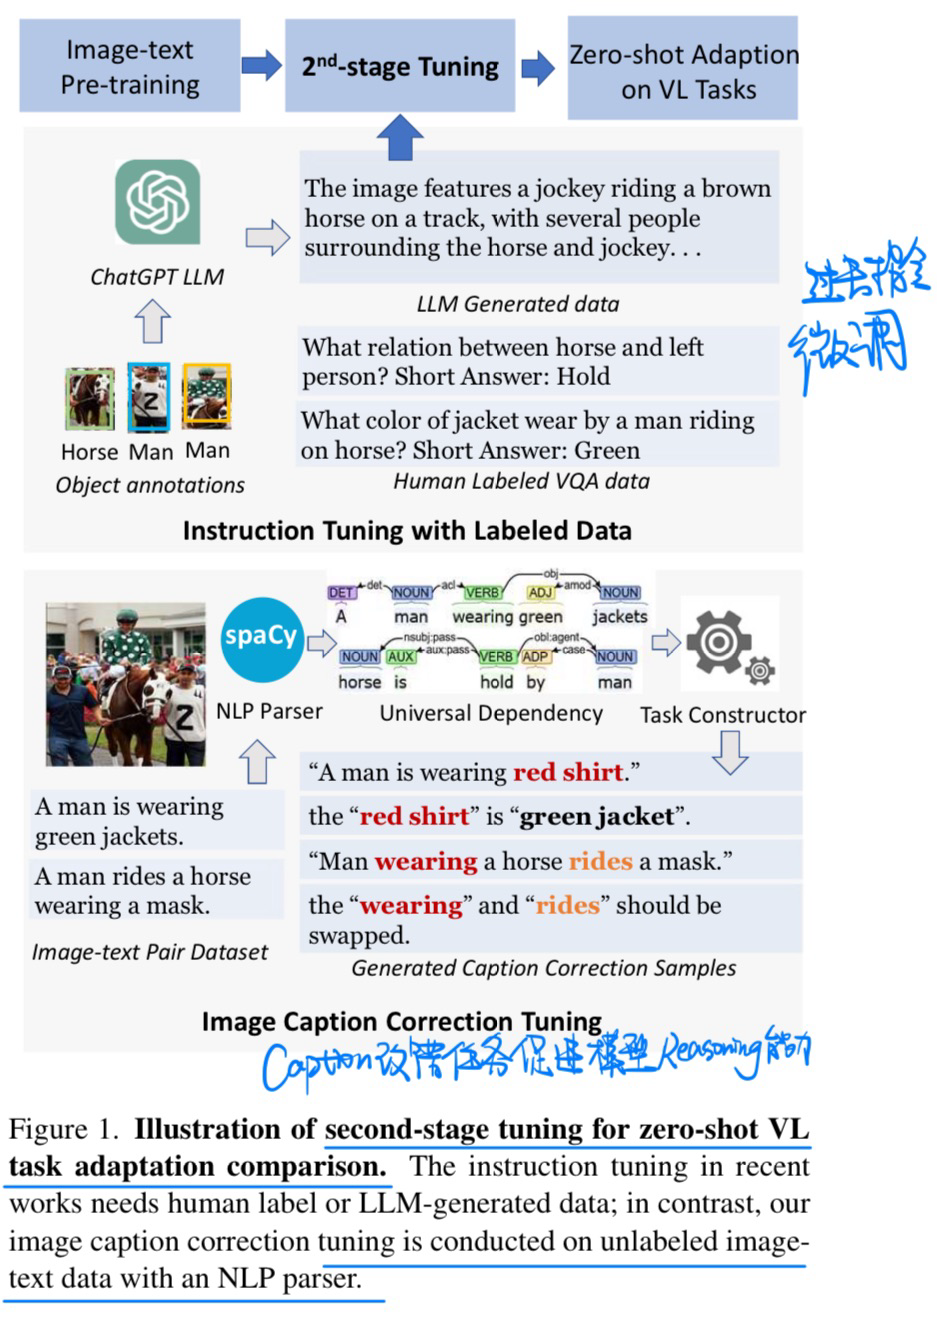 Image-text
Pre-training
2nd-stage Tuning
Zero-shot Adaption
on VL Tasks
ChatGPT LLM
The image features a jockey riding a brown
horse on a track, with several people
surrounding the horse and jockey. . .
LLM Generated data
过去指令
微调
What relation between horse and left
person? Short Answer: Hold
What color of jacket wear by a man riding
on horse? Short Answer: Green
Human Labeled VQA data
2
Horse Man Man
Object annotations
Instruction Tuning with Labeled Data
spaCy
NLP Parser
det acl obj amod
DET NOUN VERB ADJ NOUN
A man wearing green jackets
nsubj:pass aux:pass obl:agent case
NOUN AUX VERB ADP NOUN
horse is hold by man
Universal Dependency
Task Constructor
2
A man is wearing
green jackets.
A man rides a horse
wearing a mask.
Image-text Pair Dataset
“A man is wearing red shirt.”
the “red shirt” is “green jacket”.
“Man wearing a horse rides a mask.”
the “wearing” and “rides” should be
swapped.
Generated Caption Correction Samples
Image Caption Correction Tuning
Caption改错任务促进模型Reasoning能力
Figure 1. Illustration of second-stage tuning for zero-shot VL
task adaptation comparison. The instruction tuning in recent
works needs human label or LLM-generated data; in contrast, our
image caption correction tuning is conducted on unlabeled image-
text data with an NLP parser.